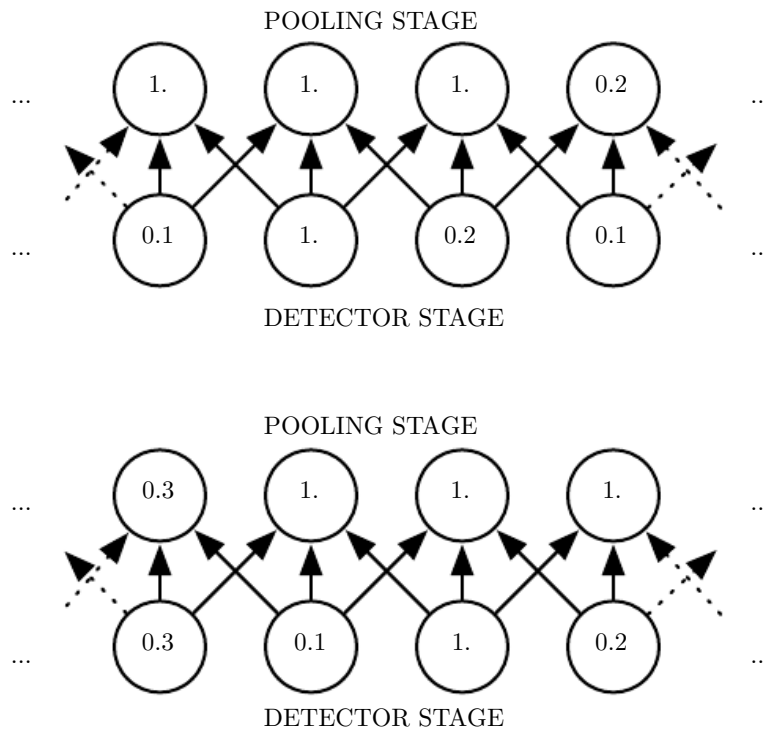 POOLING STAGE
... 1. 1. 1. 0.2 ..
... 0.1 1. 0.2 0.1 ..
DETECTOR STAGE
POOLING STAGE
... 0.3 1. 1. 1. ..
... 0.3 0.1 1. 0.2 ..
DETECTOR STAGE